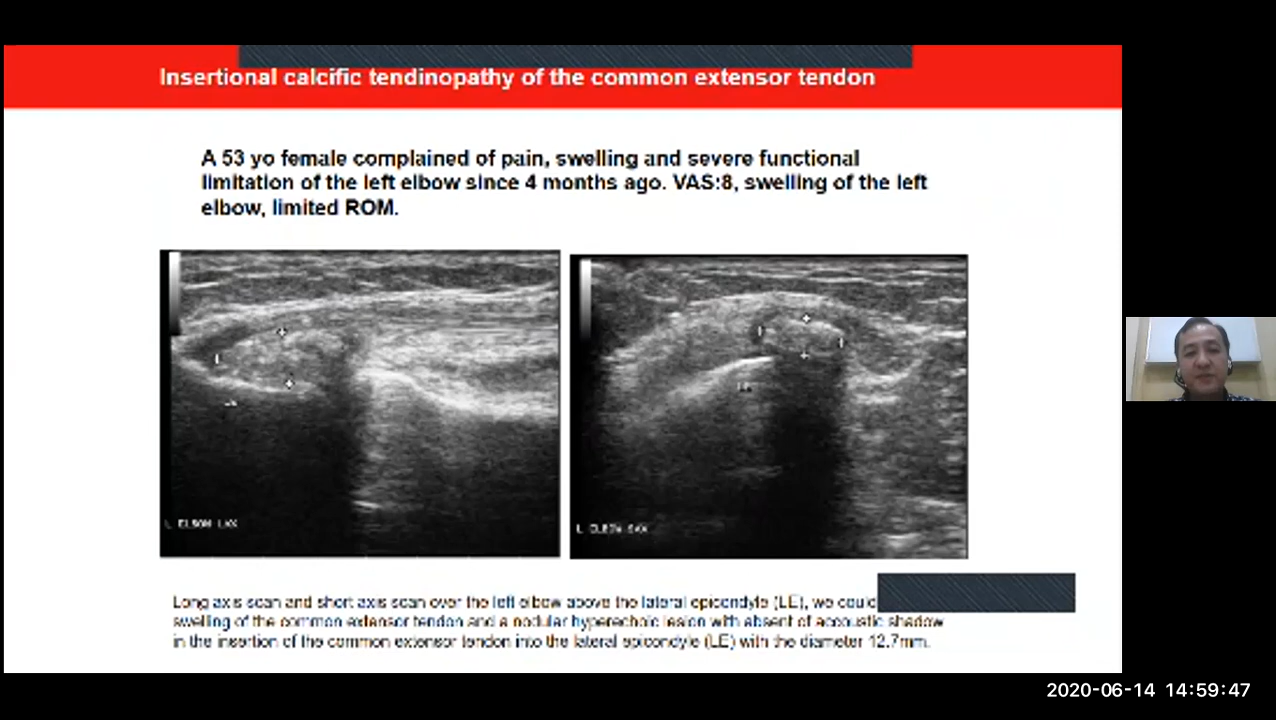 Insertional calcific tendinopathy of the common extensor tendon
A 53 yo female complained of pain, swelling and severe functional
limitation of the left elbow since 4 months ago. VAS:8, swelling of the left
elbow, limited ROM.
L ELBOW LAX
LE
L ELBOW SAX
Long axis scan and short axis scan over the left elbow above the lateral epicondyle (LE), we could
swelling of the common extensor tendon and a nodular hyperechoic lesion with absent of accoustic shadow
in the insertion of the common extensor tendon into the lateral epicondyle (LE) with the diameter 12.7mm.
2020-06-14 14:59:47